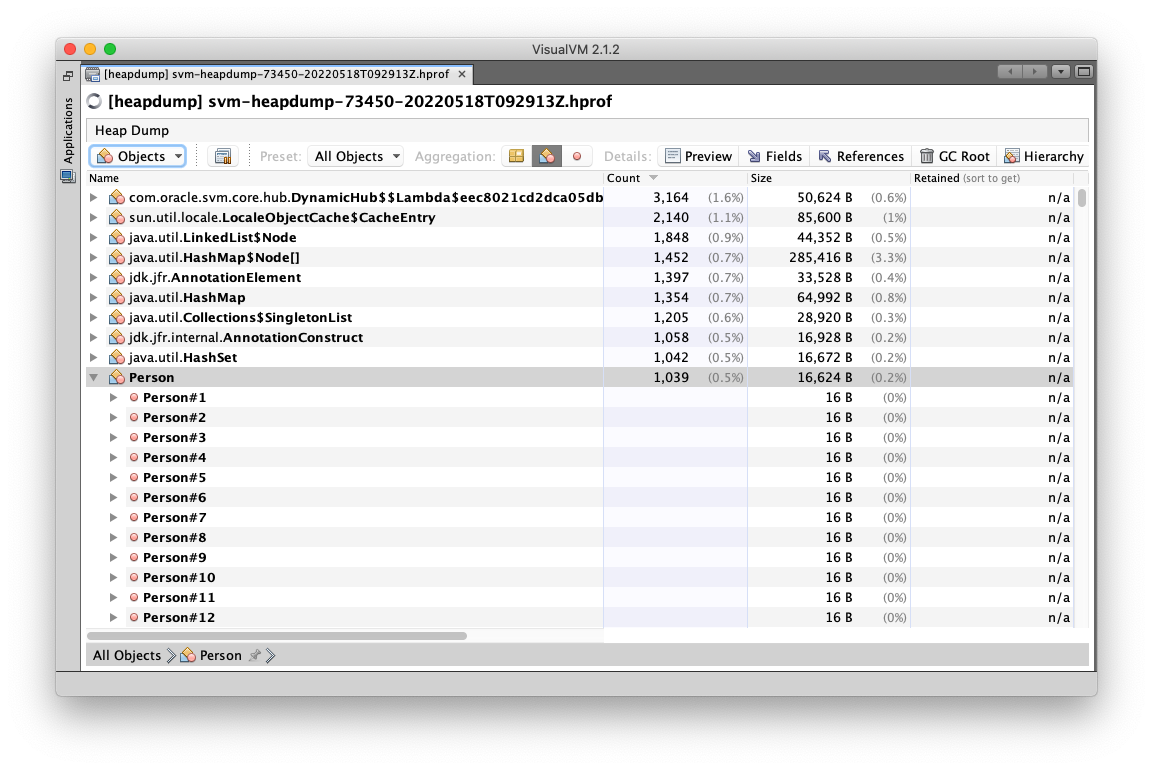 VisualVM 2.1.2
[heapdump] svm-heapdump-73450-20220518T092913Z.hprof
Applications
[heapdump] svm-heapdump-73450-20220518T092913Z.hprof
Heap Dump
Objects Preset: All Objects Aggregation: Details: Preview Fields References GC Root Hierarchy
Name Count Size Retained (sort to get)
com.oracle.svm.core.hub.DynamicHub$$Lambda$eec8021cd2dca05db 3,164 (1.6%) 50,624 B (0.6%) n/a
sun.util.locale.LocaleObjectCache$CacheEntry 2,140 (1.1%) 85,600 B (1%) n/a
java.util.LinkedList$Node 1,848 (0.9%) 44,352 B (0.5%) n/a
java.util.HashMap$Node[] 1,452 (0.7%) 285,416 B (3.3%) n/a
jdk.jfr.AnnotationElement 1,397 (0.7%) 33,528 B (0.4%) n/a
java.util.HashMap 1,354 (0.7%) 64,992 B (0.8%) n/a
java.util.Collections$SingletonList 1,205 (0.6%) 28,920 B (0.3%) n/a
jdk.jfr.internal.AnnotationConstruct 1,058 (0.5%) 16,928 B (0.2%) n/a
java.util.HashSet 1,042 (0.5%) 16,672 B (0.2%) n/a
Person 1,039 (0.5%) 16,624 B (0.2%) n/a
Person#1 16 B (0%) n/a
Person#2 16 B (0%) n/a
Person#3 16 B (0%) n/a
Person#4 16 B (0%) n/a
Person#5 16 B (0%) n/a
Person#6 16 B (0%) n/a
Person#7 16 B (0%) n/a
Person#8 16 B (0%) n/a
Person#9 16 B (0%) n/a
Person#10 16 B (0%) n/a
Person#11 16 B (0%) n/a
Person#12 16 B (0%) n/a
All Objects Person